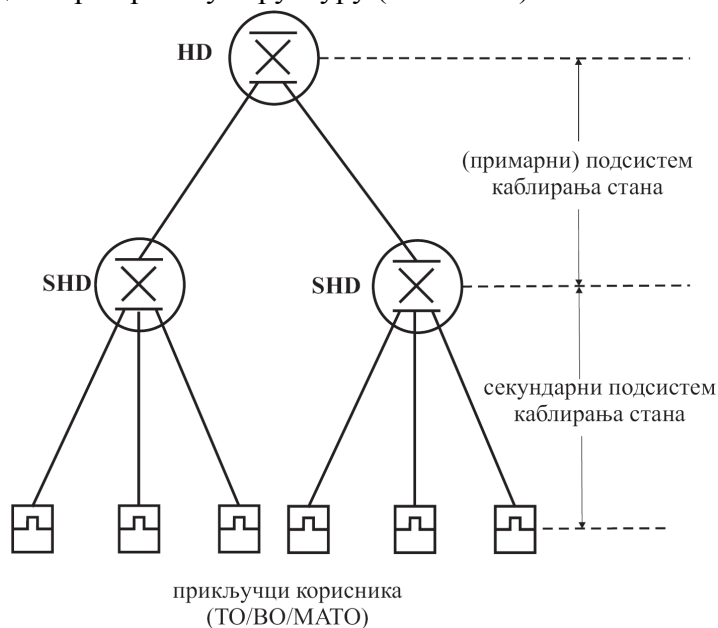 HD
(примарни) подсистем
каблирања стана
SHD
SHD
секундарни подсистем
каблирања стана
прикључци корисника
(TO/BO/MATO)